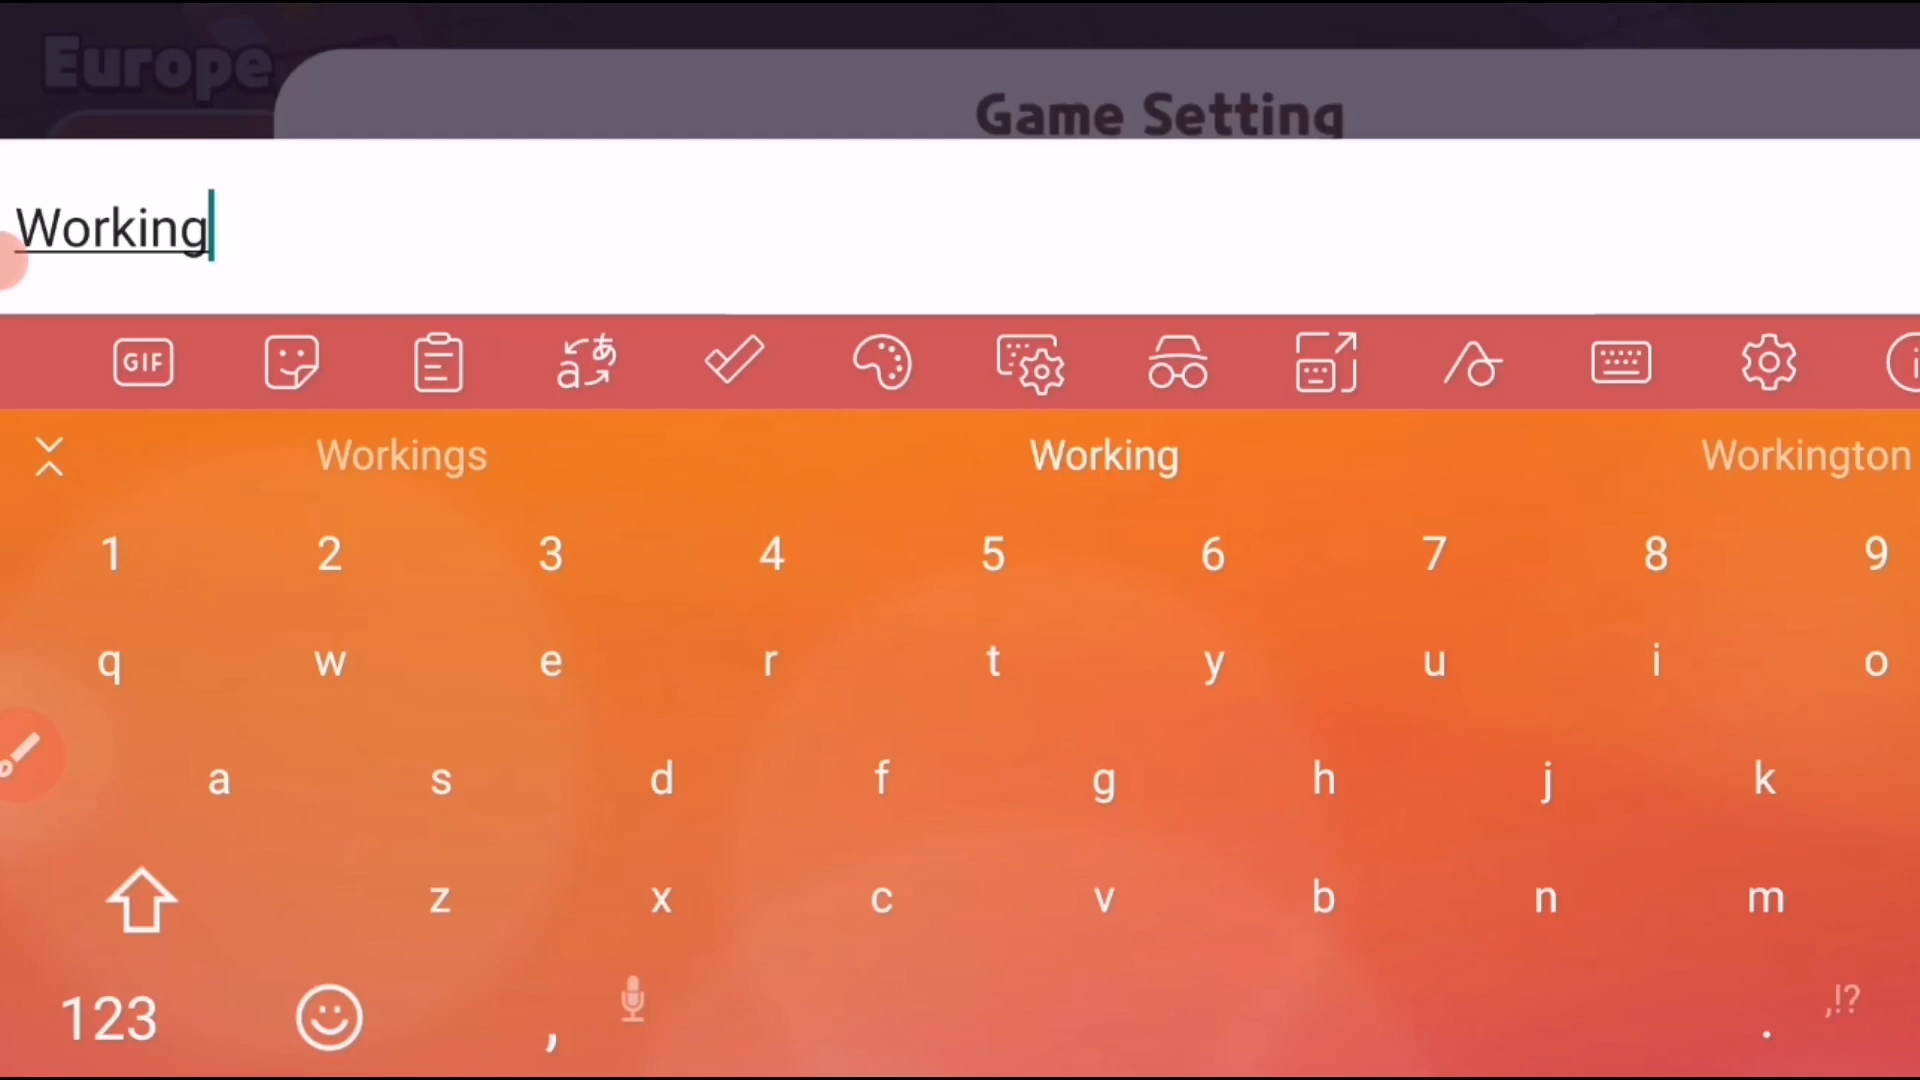 Europe
Game Setting
Working
GIF
Workings Working Workington
1 2 3 4 5 6 7 8 9
q w e r t y u i o
a s d f g h j k
z x c v b n m
123 , . ,!?